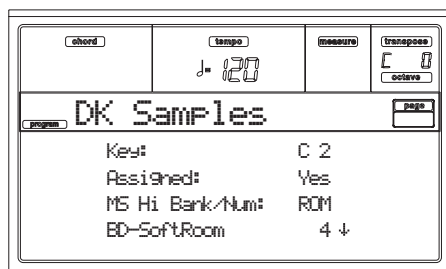 chord tempo measure transpose
♩= 120 C 0
octave
program DK Samples page
Key: C 2
Assigned: Yes
MS Hi Bank/Num: ROM
BD-SoftRoom 4 ↓